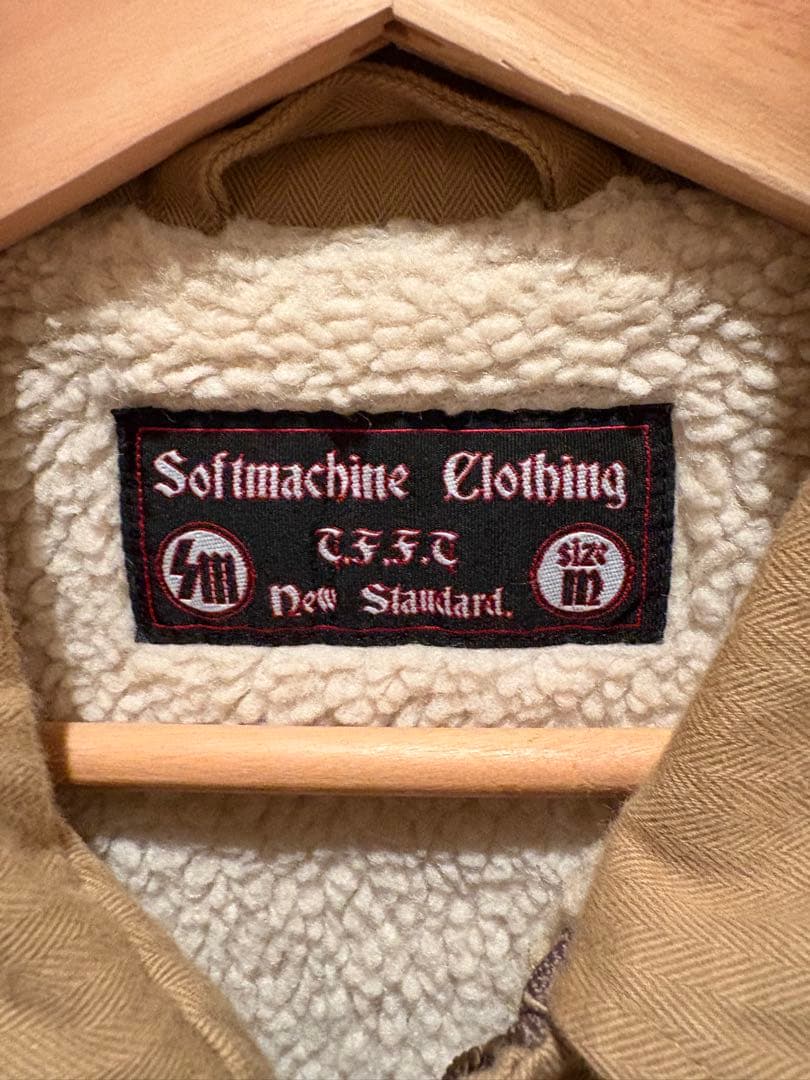 Softmachine Clothing
T.F.F.T
New Standard.
Sm
size
m